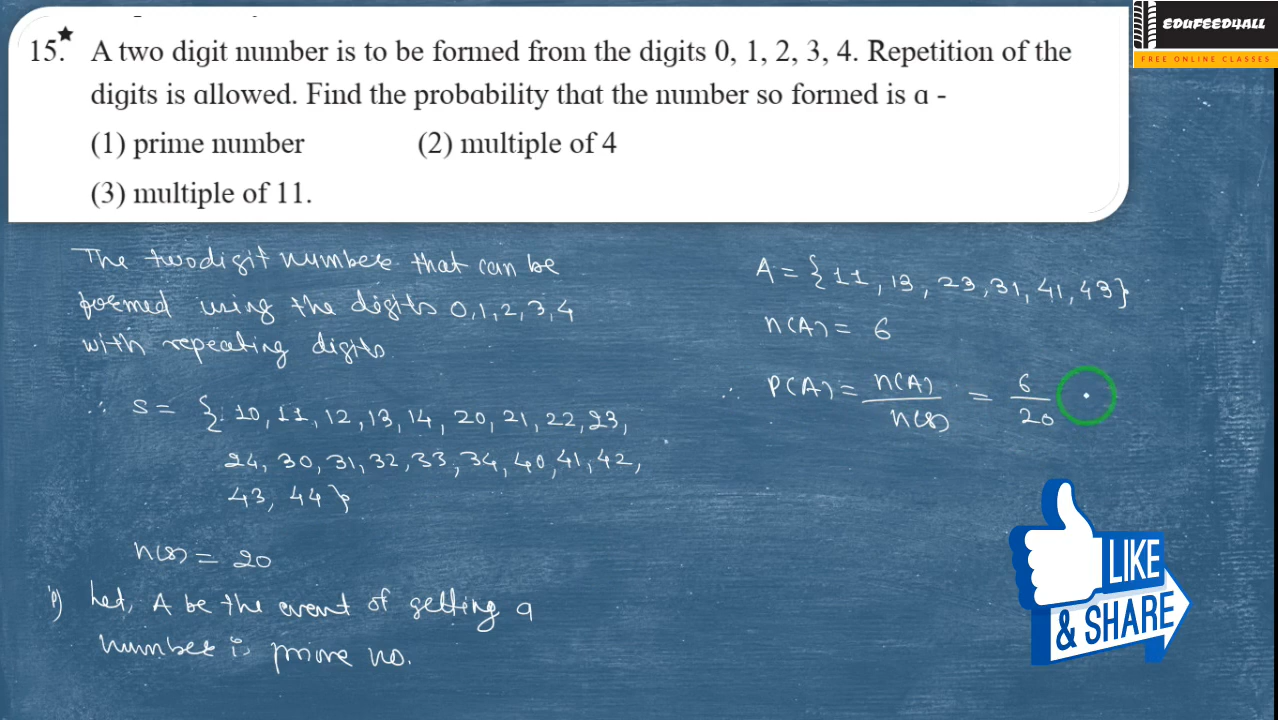 EDUFEED4ALL
FREE ONLINE CLASSES
15.★ A two digit number is to be formed from the digits 0, 1, 2, 3, 4. Repetition of the
digits is allowed. Find the probability that the number so formed is a -
(1) prime number (2) multiple of 4
(3) multiple of 11.
The two digit number that can be
formed using the digits 0,1,2,3,4
with repeating digits
∴ S = { 10, 11, 12, 13, 14, 20, 21, 22, 23,
24, 30, 31, 32, 33, 34, 40, 41, 42,
43, 44}
n(S) = 20
i) Let, A be the event of getting a
number is prime no.
A = { 11, 13, 23, 31, 41, 43}
n(A) = 6
∴ P(A) = n(A)/n(S) = 6/20
LIKE
& SHARE